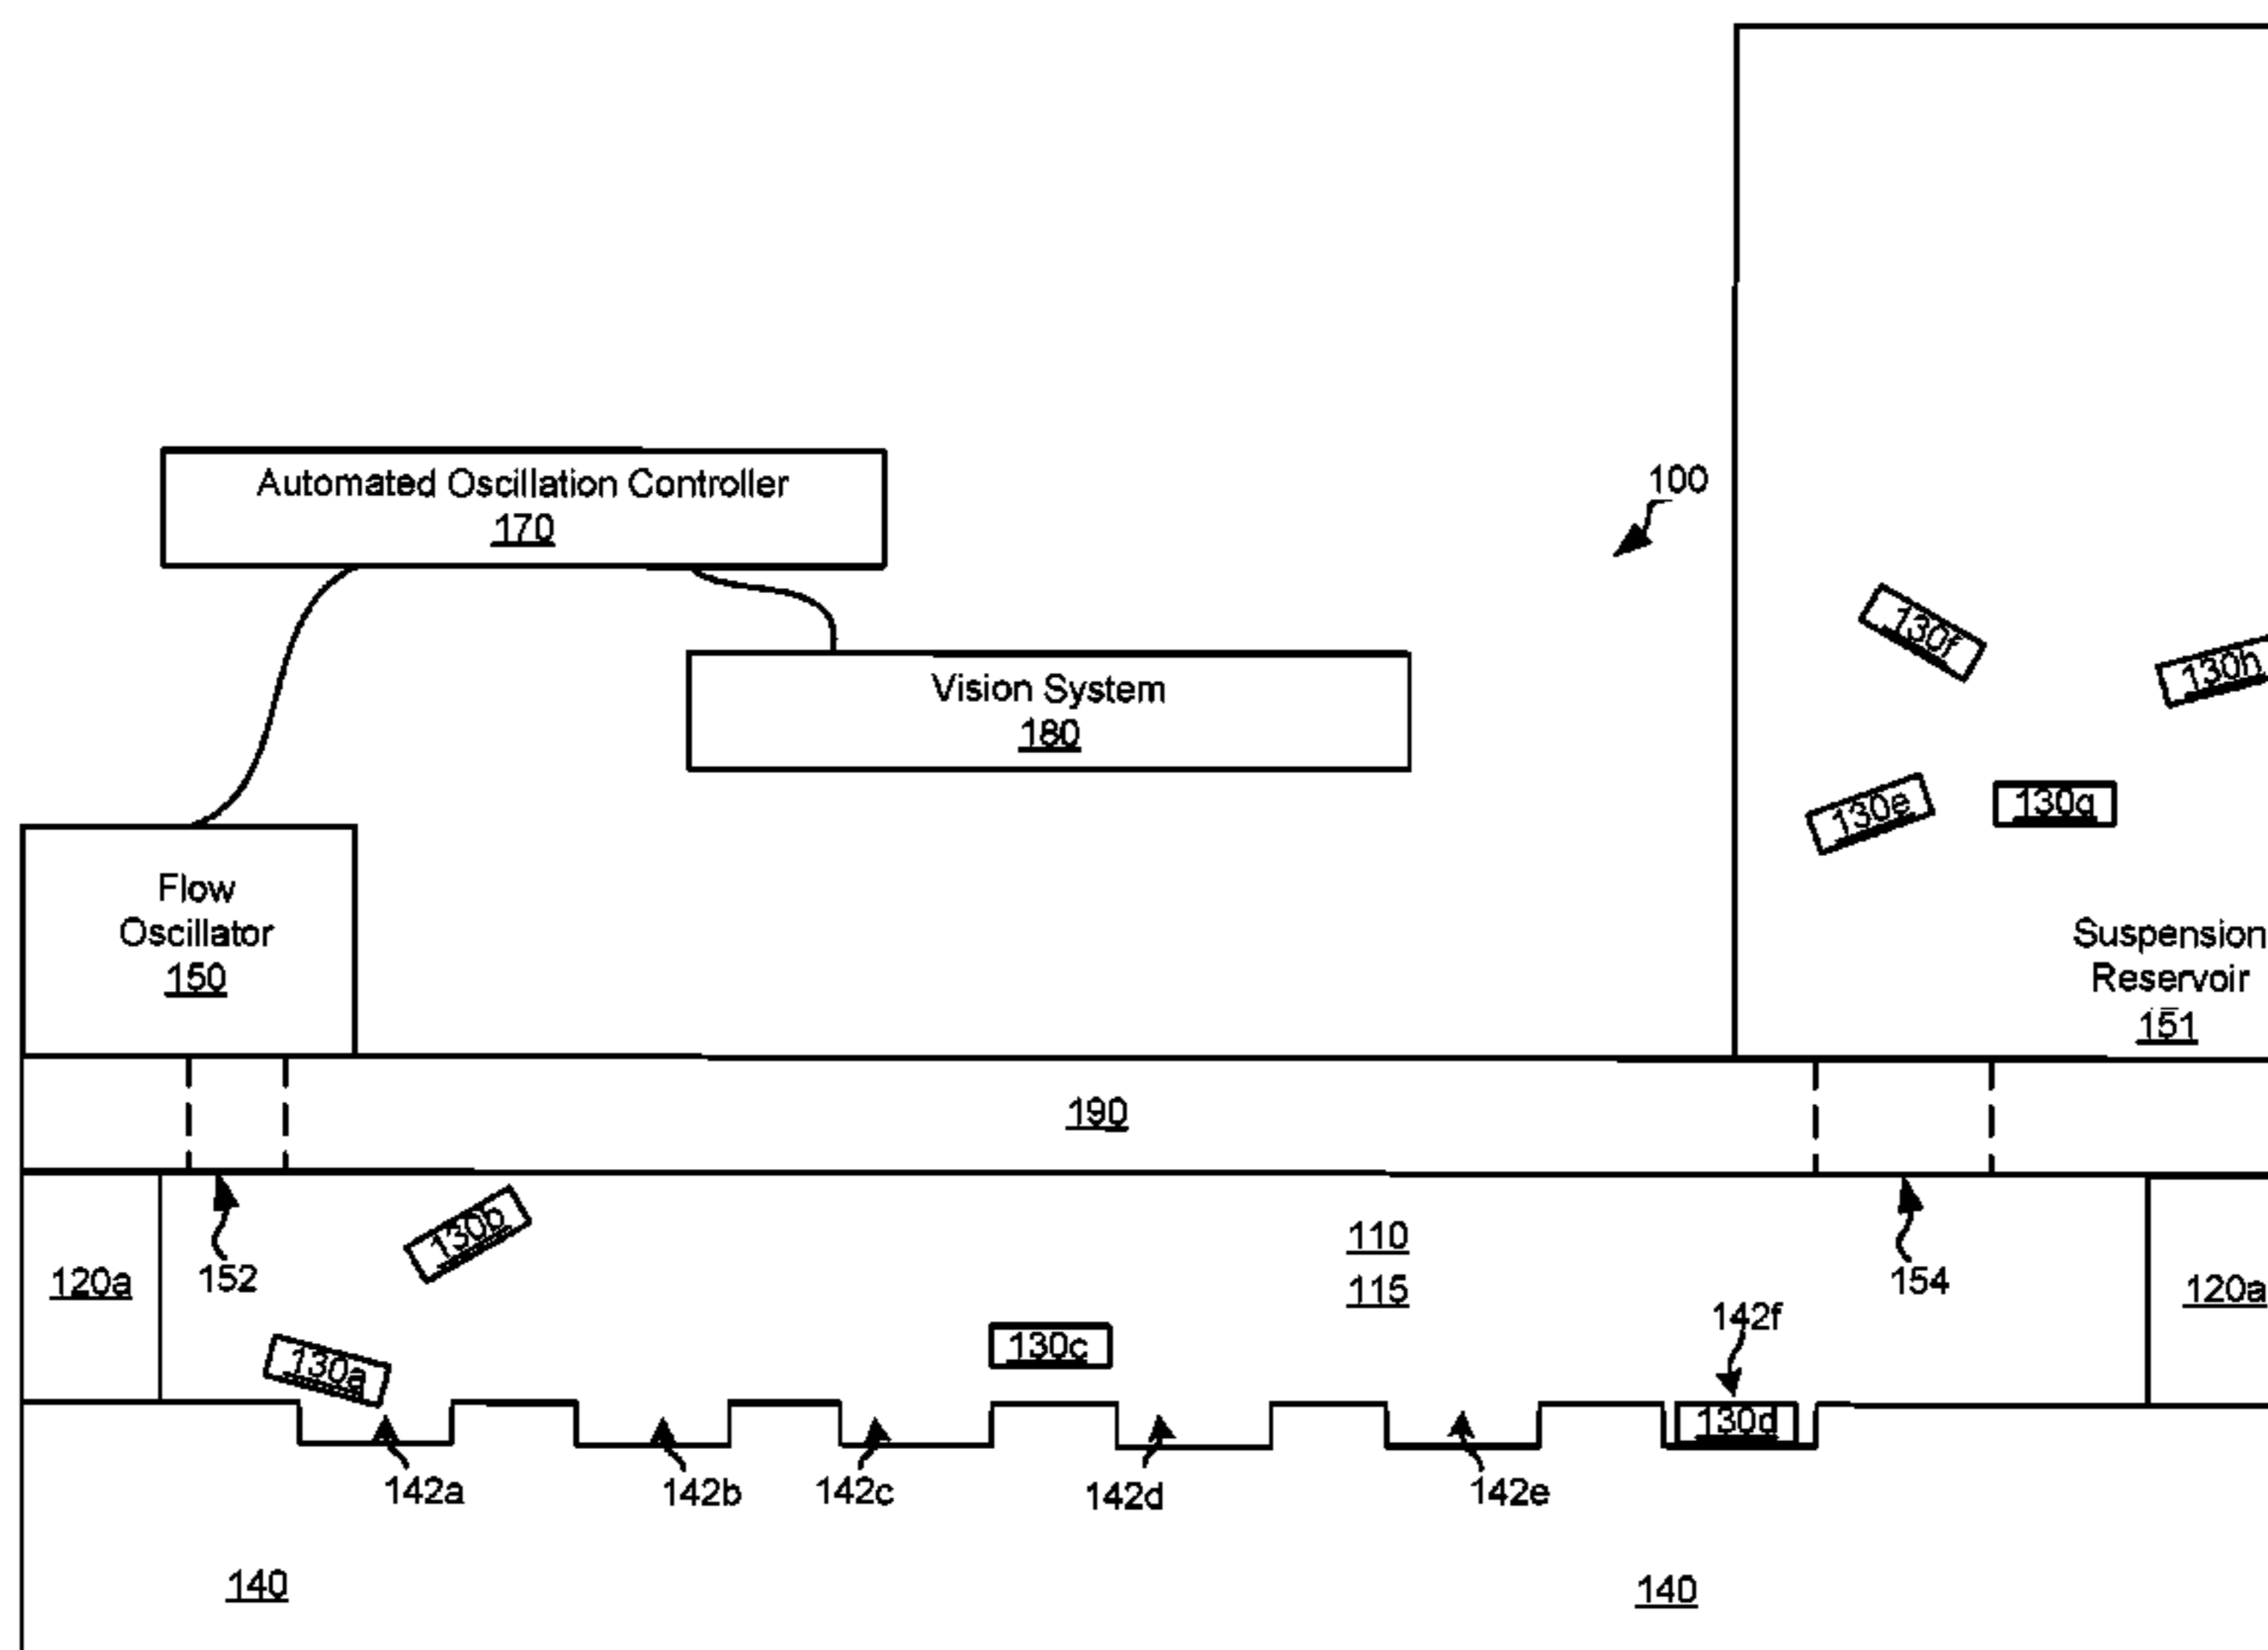 Automated Oscillation Controller
170
100
130f
130h
Vision System
180
130e
130g
Flow
Oscillator
150
Suspension
Reservoir
151
190
130b
110
120a
152
115
154
120a
142f
130c
130a
130d
142a
142b
142c
142d
142e
140
140